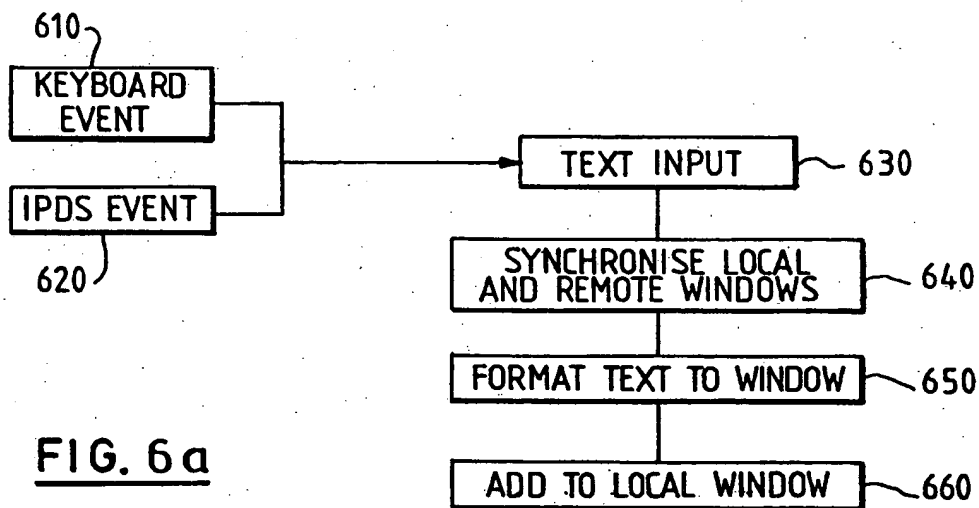 610
KEYBOARD
EVENT
IPDS EVENT
620
TEXT INPUT
630
SYNCHRONISE LOCAL
AND REMOTE WINDOWS
640
FORMAT TEXT TO WINDOW
650
ADD TO LOCAL WINDOW
660
FIG. 6a